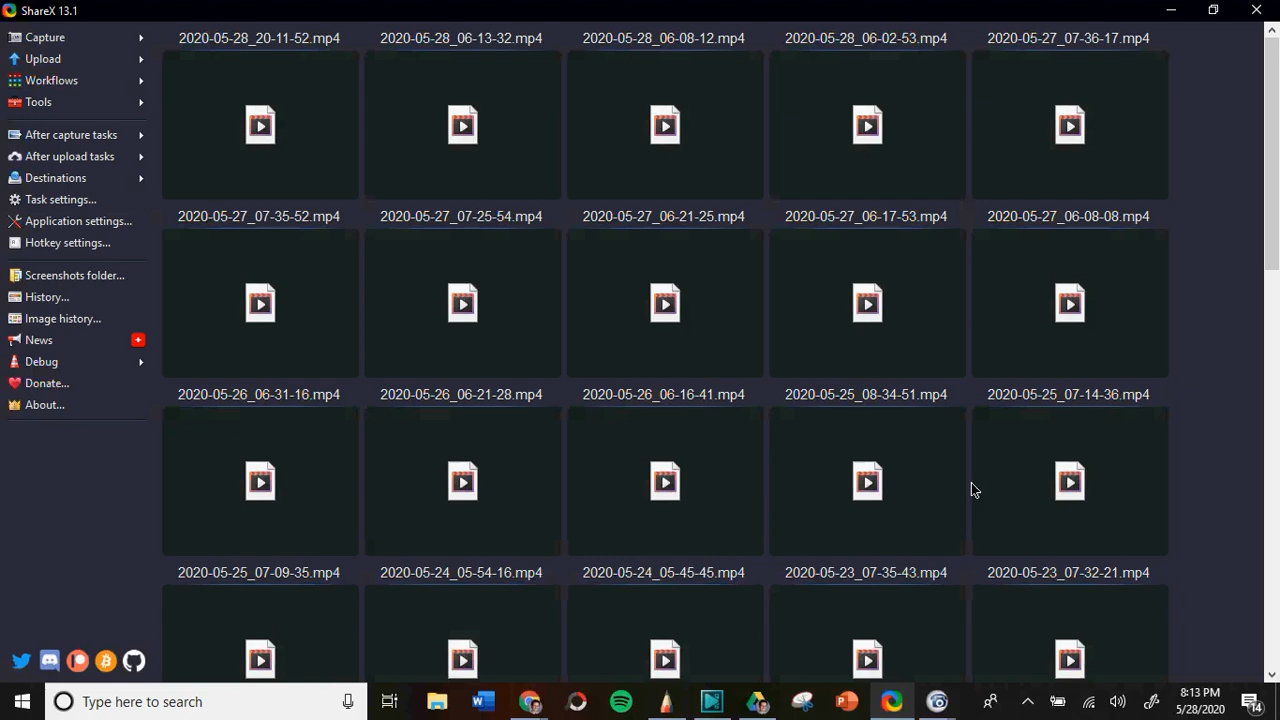 ShareX 13.1
Capture
Upload
Workflows
Tools
After capture tasks
After upload tasks
Destinations
Task settings...
Application settings...
Hotkey settings...
Screenshots folder...
History...
Image history...
News
Debug
Donate...
About...
2020-05-28_20-11-52.mp4 2020-05-28_06-13-32.mp4 2020-05-28_06-08-12.mp4 2020-05-28_06-02-53.mp4 2020-05-27_07-36-17.mp4
2020-05-27_07-35-52.mp4 2020-05-27_07-25-54.mp4 2020-05-27_06-21-25.mp4 2020-05-27_06-17-53.mp4 2020-05-27_06-08-08.mp4
2020-05-26_06-31-16.mp4 2020-05-26_06-21-28.mp4 2020-05-26_06-16-41.mp4 2020-05-25_08-34-51.mp4 2020-05-25_07-14-36.mp4
2020-05-25_07-09-35.mp4 2020-05-24_05-54-16.mp4 2020-05-24_05-45-45.mp4 2020-05-23_07-35-43.mp4 2020-05-23_07-32-21.mp4
Type here to search
8:13 PM
5/28/2020
14